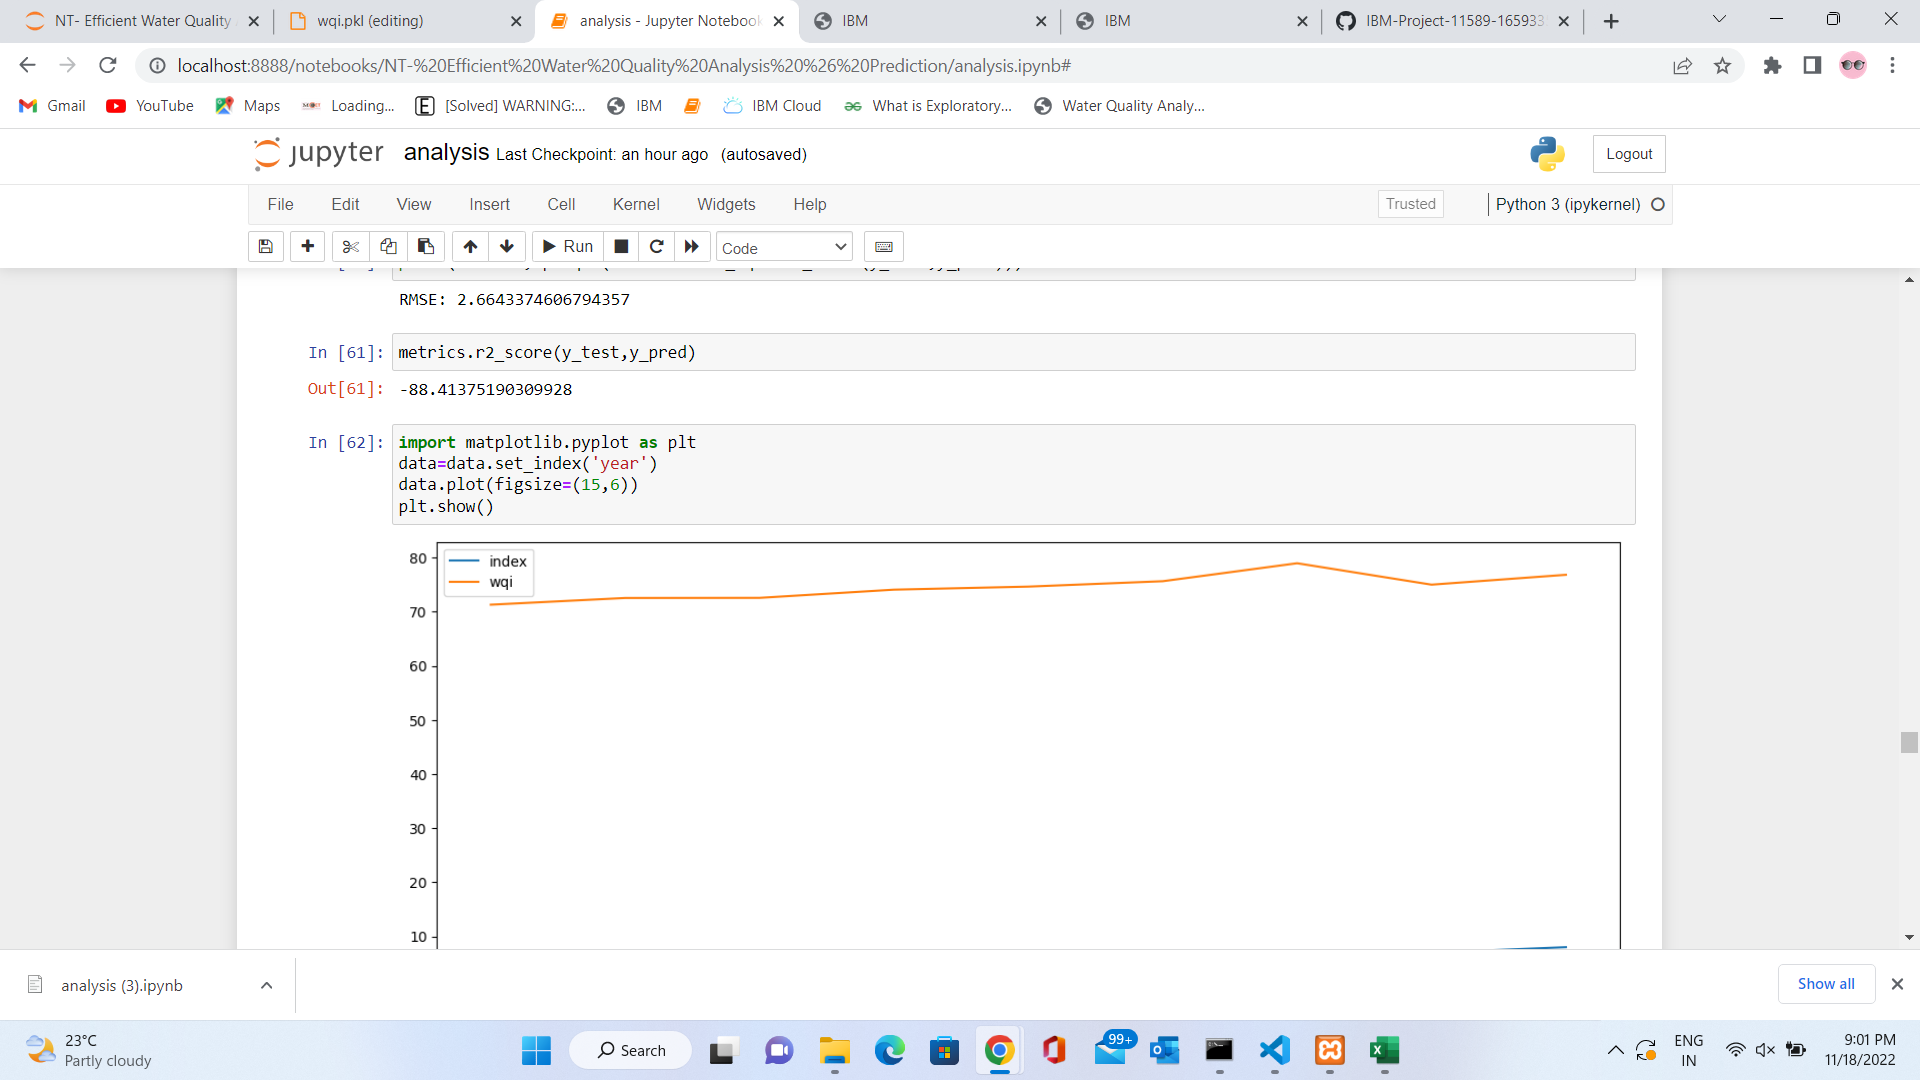 NT- Efficient Water Quality
wqi.pkl (editing)
analysis - Jupyter Notebook
IBM
IBM
IBM-Project-11589-165933
localhost:8888/notebooks/NT-%20Efficient%20Water%20Quality%20Analysis%20%26%20Prediction/analysis.ipynb#
Gmail
YouTube
Maps
Loading...
[Solved] WARNING:...
IBM
IBM Cloud
What is Exploratory...
Water Quality Analy...
jupyter analysis Last Checkpoint: an hour ago (autosaved)
Logout
File Edit View Insert Cell Kernel Widgets Help
Trusted
Python 3 (ipykernel)
Run
Code
RMSE: 2.6643374606794357
In [61]: metrics.r2_score(y_test,y_pred)
Out[61]: -88.41375190309928
In [62]: import matplotlib.pyplot as plt
data=data.set_index('year')
data.plot(figsize=(15,6))
plt.show()
index
wqi
80
70
60
50
40
30
20
10
analysis (3).ipynb
Show all
23°C
Partly cloudy
Search
99+
ENG
IN
9:01 PM
11/18/2022